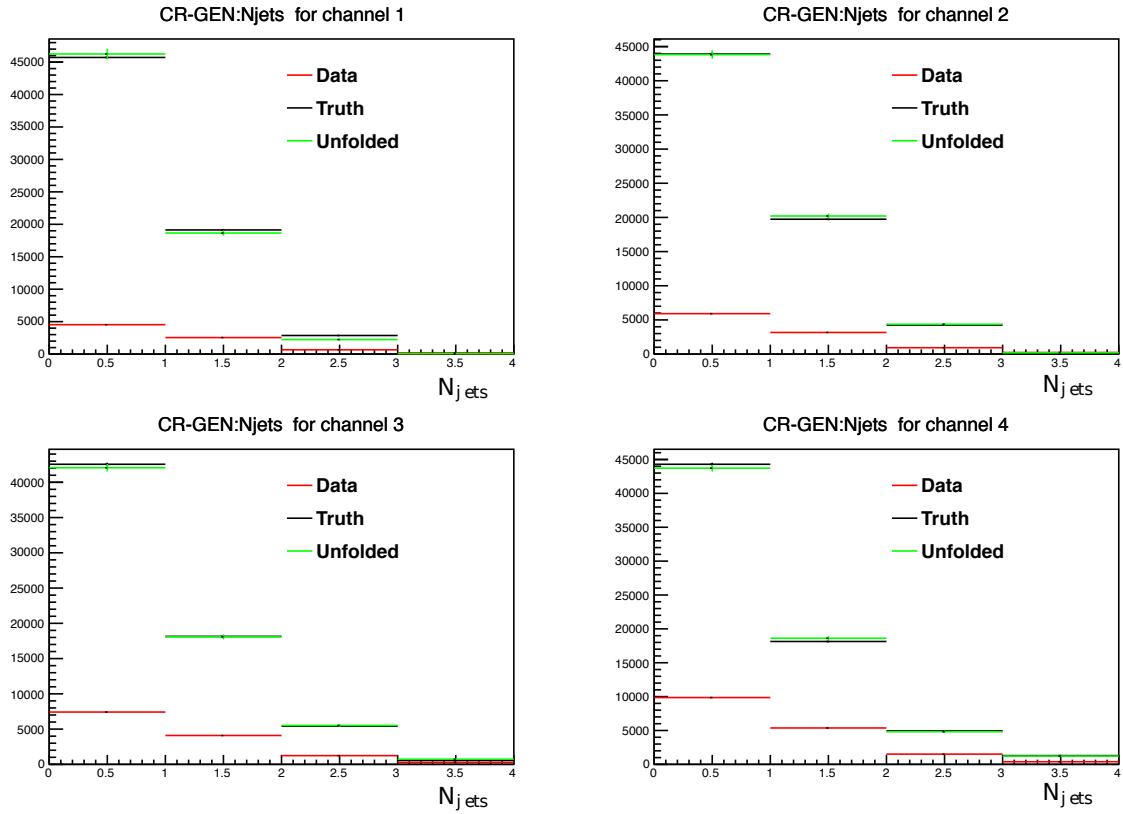 CR-GEN:Njets for channel 1
45000
40000
35000
30000
25000
20000
15000
10000
5000
0
Data
Truth
Unfolded
0 0.5 1 1.5 2 2.5 3 3.5 4
Njets
CR-GEN:Njets for channel 2
45000
40000
35000
30000
25000
20000
15000
10000
5000
0
Data
Truth
Unfolded
0 0.5 1 1.5 2 2.5 3 3.5 4
Njets
CR-GEN:Njets for channel 3
40000
35000
30000
25000
20000
15000
10000
5000
0
Data
Truth
Unfolded
0 0.5 1 1.5 2 2.5 3 3.5 4
Njets
CR-GEN:Njets for channel 4
45000
40000
35000
30000
25000
20000
15000
10000
5000
0
Data
Truth
Unfolded
0 0.5 1 1.5 2 2.5 3 3.5 4
Njets